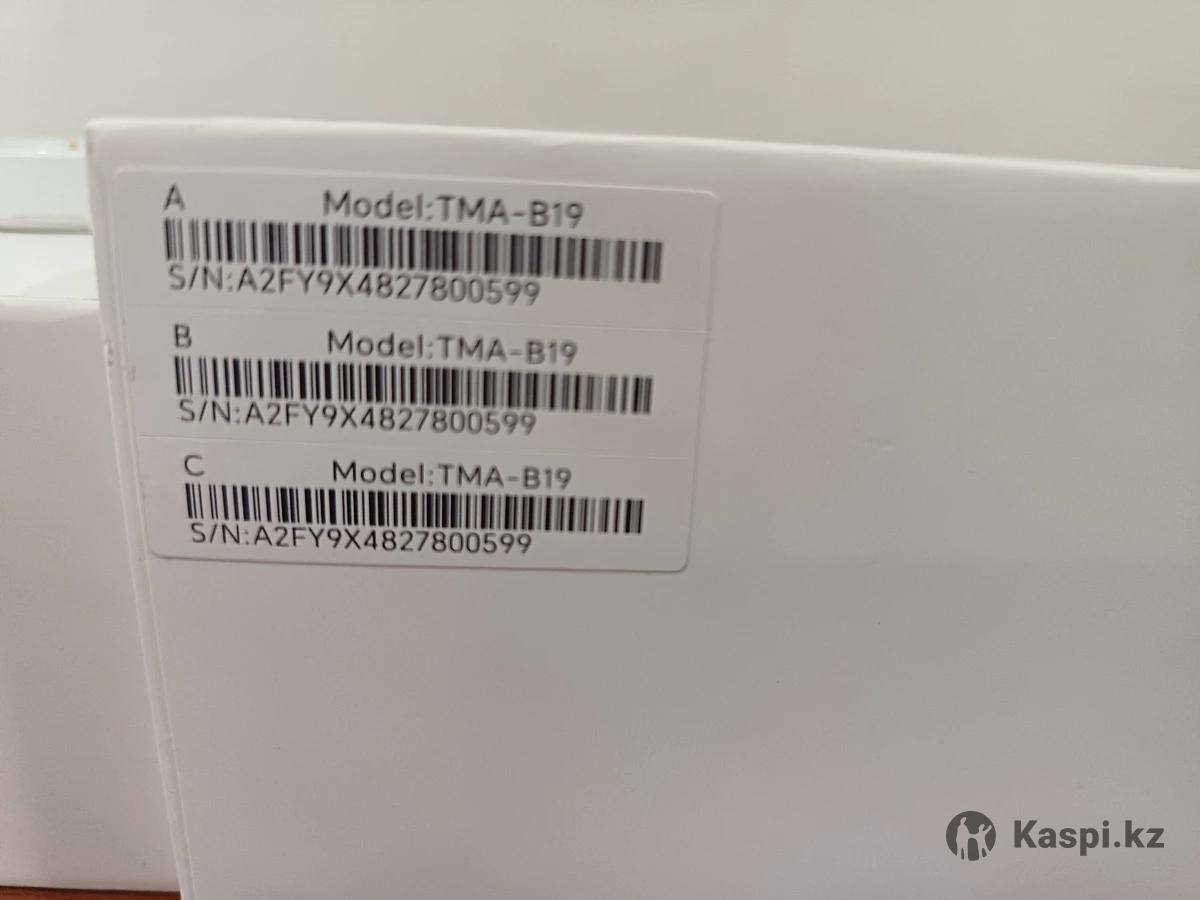 A Model:TMA-B19
S/N:A2FY9X4827800599
B Model:TMA-B19
S/N:A2FY9X4827800599
C Model:TMA-B19
S/N:A2FY9X4827800599
Kaspi.kz